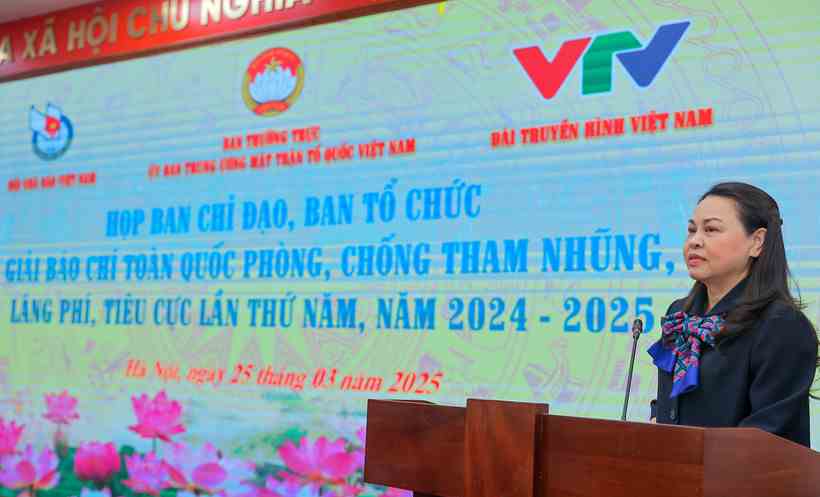 A XÃ HỘI CHỦ NGHĨA
VTV
HỘI NHÀ BÁO VIỆT NAM
BAN THƯỜNG TRỰC
ỦY BAN TRUNG ƯƠNG MẶT TRẬN TỔ QUỐC VIỆT NAM
ĐÀI TRUYỀN HÌNH VIỆT NAM
HỌP BAN CHỈ ĐẠO, BAN TỔ CHỨC
GIẢI BÁO CHÍ TOÀN QUỐC PHÒNG, CHỐNG THAM NHŨNG,
LÃNG PHÍ, TIÊU CỰC LẦN THỨ NĂM, NĂM 2024 - 2025
Hà Nội, ngày 25 tháng 03 năm 2025